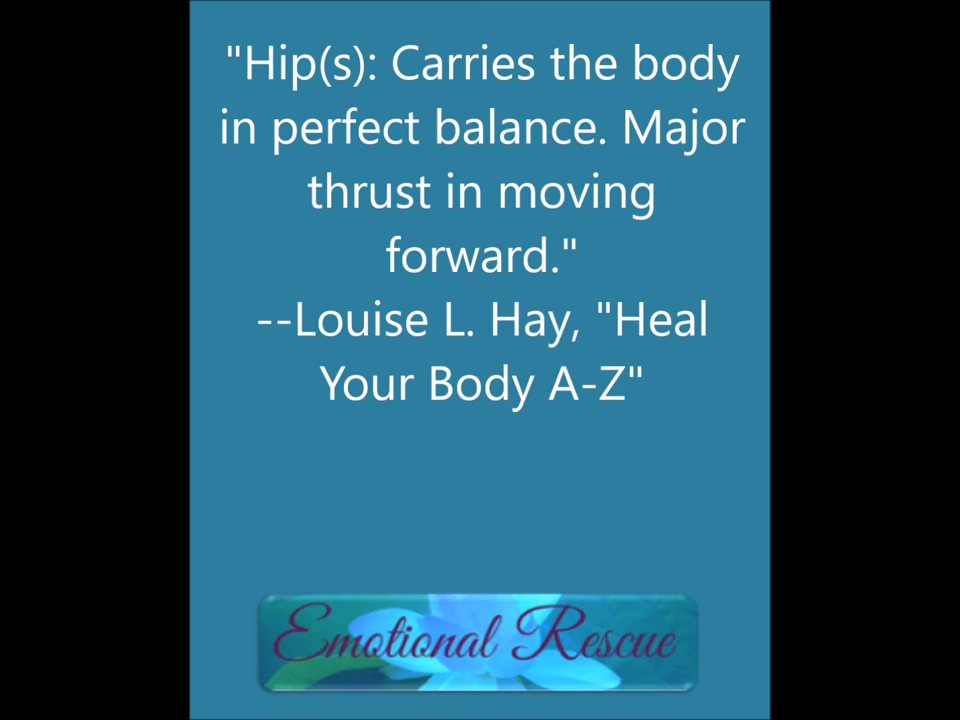 "Hip(s): Carries the body
in perfect balance. Major
thrust in moving
forward."
--Louise L. Hay, "Heal
Your Body A-Z"
Emotional Rescue